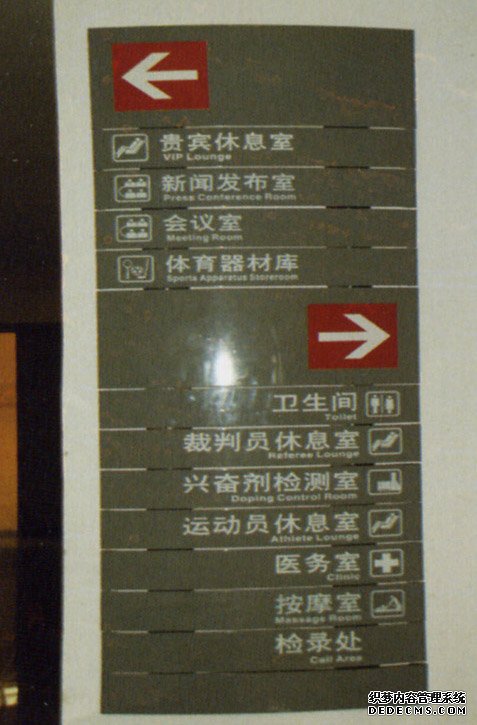 贵宾休息室
VIP Lounge
新闻发布室
Press Conference Room
会议室
Meeting Room
体育器材库
Sports Apparatus Storeroom
卫生间
Toilet
裁判员休息室
Referee Lounge
兴奋剂检测室
Doping Control Room
运动员休息室
Athlete Lounge
医务室
Clinic
按摩室
Massage Room
检录处
Call Area
织梦内容管理系统
DEDECMS.COM